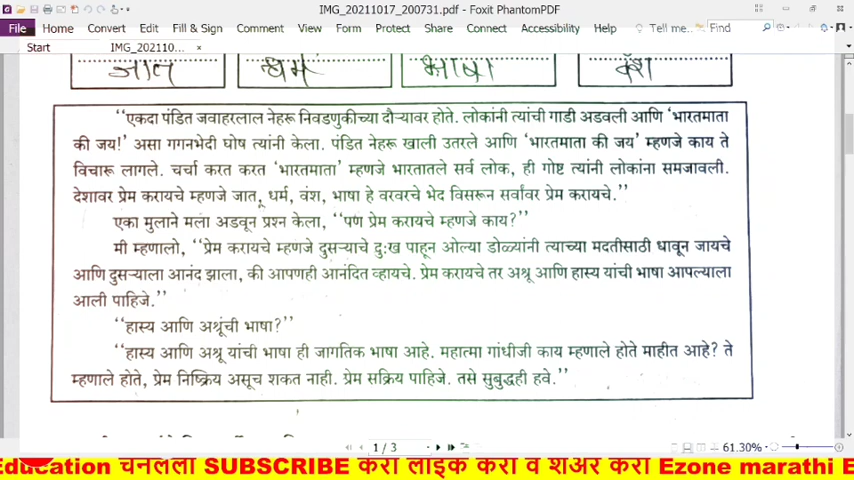 IMG_20211017_200731.pdf - Foxit PhantomPDF
File Home Convert Fill & Sign Edit Organize Comment View Form Protect Share Connect Accessibility Help Tell me... Find
Start IMG_202110... ×
जात धर्म भाषा वंश
‘‘एकदा पंडित जवाहरलाल नेहरू निवडणुकीच्या दौऱ्यावर होते. लोकांनी त्यांची गाडी अडवली आणि ‘भारतमाता
की जय!’ असा गगनभेदी घोष त्यांनी केला. पंडित नेहरू खाली उतरले आणि ‘भारतमाता की जय’ म्हणजे काय ते
विचारू लागले. चर्चा करत करत ‘भारतमाता’ म्हणजे भारतातले सर्व लोक, ही गोष्ट त्यांनी लोकांना समजावली.
देशावर प्रेम करायचे म्हणजे जात, धर्म, वंश, भाषा हे वरवरचे भेद विसरून सर्वांवर प्रेम करायचे.’’
एका मुलाने मला अडवून प्रश्न केला, ‘‘पण प्रेम करायचे म्हणजे काय?’’
मी म्हणालो, ‘‘प्रेम करायचे म्हणजे दुसऱ्याचे दुःख पाहून ओल्या डोळ्यांनी त्याच्या मदतीसाठी धावून जायचे
आणि दुसऱ्याला आनंद झाला, की आपणही आनंदित व्हायचे. प्रेम करायचे तर अश्रू आणि हास्य यांची भाषा आपल्याला
आली पाहिजे.’’
‘‘हास्य आणि अश्रूंची भाषा?’’
‘‘हास्य आणि अश्रू यांची भाषा ही जागतिक भाषा आहे. महात्मा गांधीजी काय म्हणाले होते माहीत आहे? ते
म्हणाले होते, प्रेम निष्क्रिय असूच शकत नाही. प्रेम सक्रिय पाहिजे. तसे सुबुद्धही हवे.’’
1 / 3 61.30%
Education चॅनलला SUBSCRIBE करा लाइक करा व शेअर करा Ezone marathi E